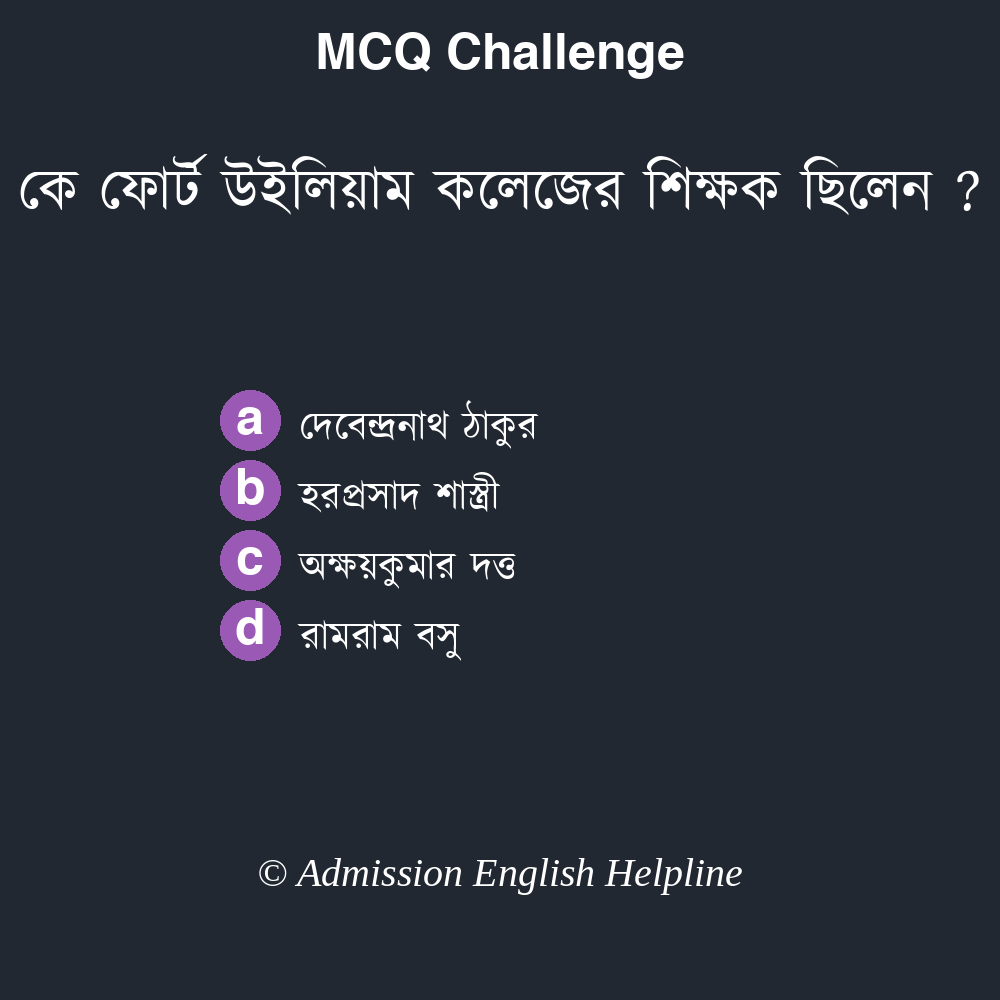 MCQ Challenge
কে ফোর্ট উইলিয়াম কলেজের শিক্ষক ছিলেন ?
a দেবেন্দ্রনাথ ঠাকুর
b হরপ্রসাদ শাস্ত্রী
c অক্ষয়কুমার দত্ত
d রামরাম বসু
© Admission English Helpline